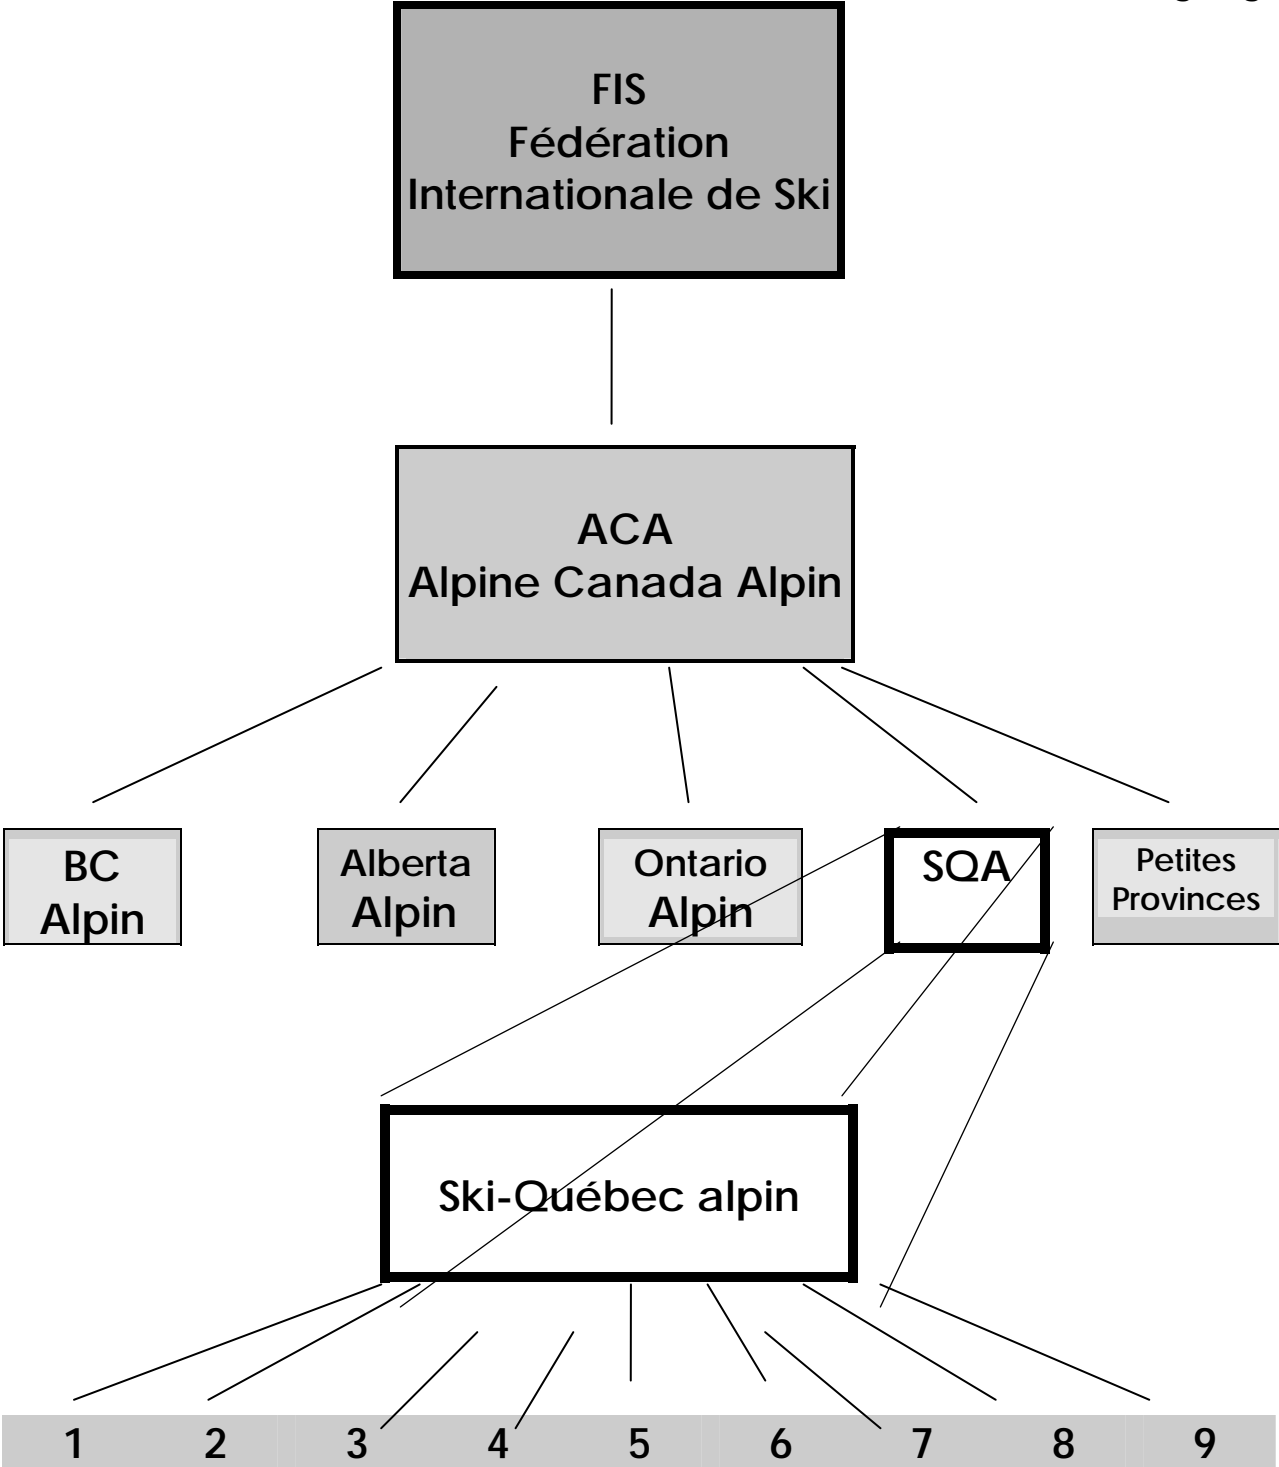 FIS
Fédération
Internationale de Ski
ACA
Alpine Canada Alpin
BC
Alpin
Alberta
Alpin
Ontario
Alpin
SQA
Petites
Provinces
Ski-Québec alpin
1 2 3 4 5 6 7 8 9